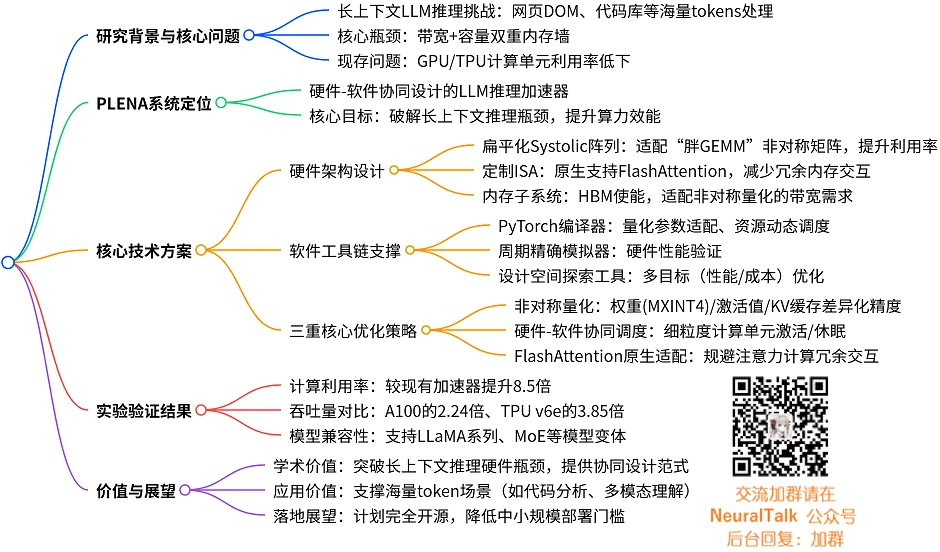 研究背景与核心问题
长上下文LLM推理挑战：网页DOM、代码库等海量tokens处理
核心瓶颈：带宽+容量双重内存墙
现存问题：GPU/TPU计算单元利用率低下
PLENA系统定位
硬件-软件协同设计的LLM推理加速器
核心目标：破解长上下文推理瓶颈，提升算力效能
核心技术方案
硬件架构设计
扁平化Systolic阵列：适配“胖GEMM”非对称矩阵，提升利用率
定制ISA：原生支持FlashAttention，减少冗余内存交互
内存子系统：HBM使能，适配非对称量化的带宽需求
软件工具链支撑
PyTorch编译器：量化参数适配、资源动态调度
周期精确模拟器：硬件性能验证
设计空间探索工具：多目标（性能/成本）优化
三重核心优化策略
非对称量化：权重(MXINT4)/激活值/KV缓存差异化精度
硬件-软件协同调度：细粒度计算单元激活/休眠
FlashAttention原生适配：规避注意力计算冗余交互
实验验证结果
计算利用率：较现有加速器提升8.5倍
吞吐量对比：A100的2.24倍、TPU v6e的3.85倍
模型兼容性：支持LLaMA系列、MoE等模型变体
价值与展望
学术价值：突破长上下文推理硬件瓶颈，提供协同设计范式
应用价值：支撑海量token场景（如代码分析、多模态理解）
落地展望：计划完全开源，降低中小规模部署门槛
交流加群请在
NeuralTalk 公众号
后台回复：加群